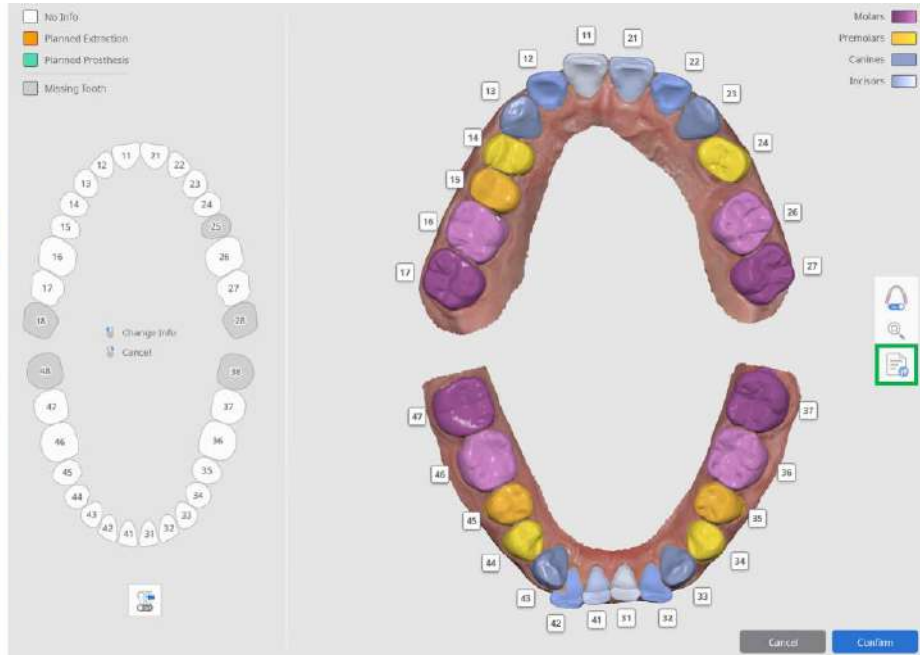 No Info
Planned Extraction
Planned Prosthesis
Missing Tooth
Molars
Premolars
Canines
Incisors
11 21
12 22
13 23
14 24
15 25
16 26
17 27
18 28
Change Info
Cancel
48 38
47 37
46 36
45 35
44 34
43 33
42 41 31 32
11 21
12 22
13 23
14 24
15
16 26
17 27
47 37
46 36
45 35
44 34
43 33
42 41 31 32
Cancel Confirm